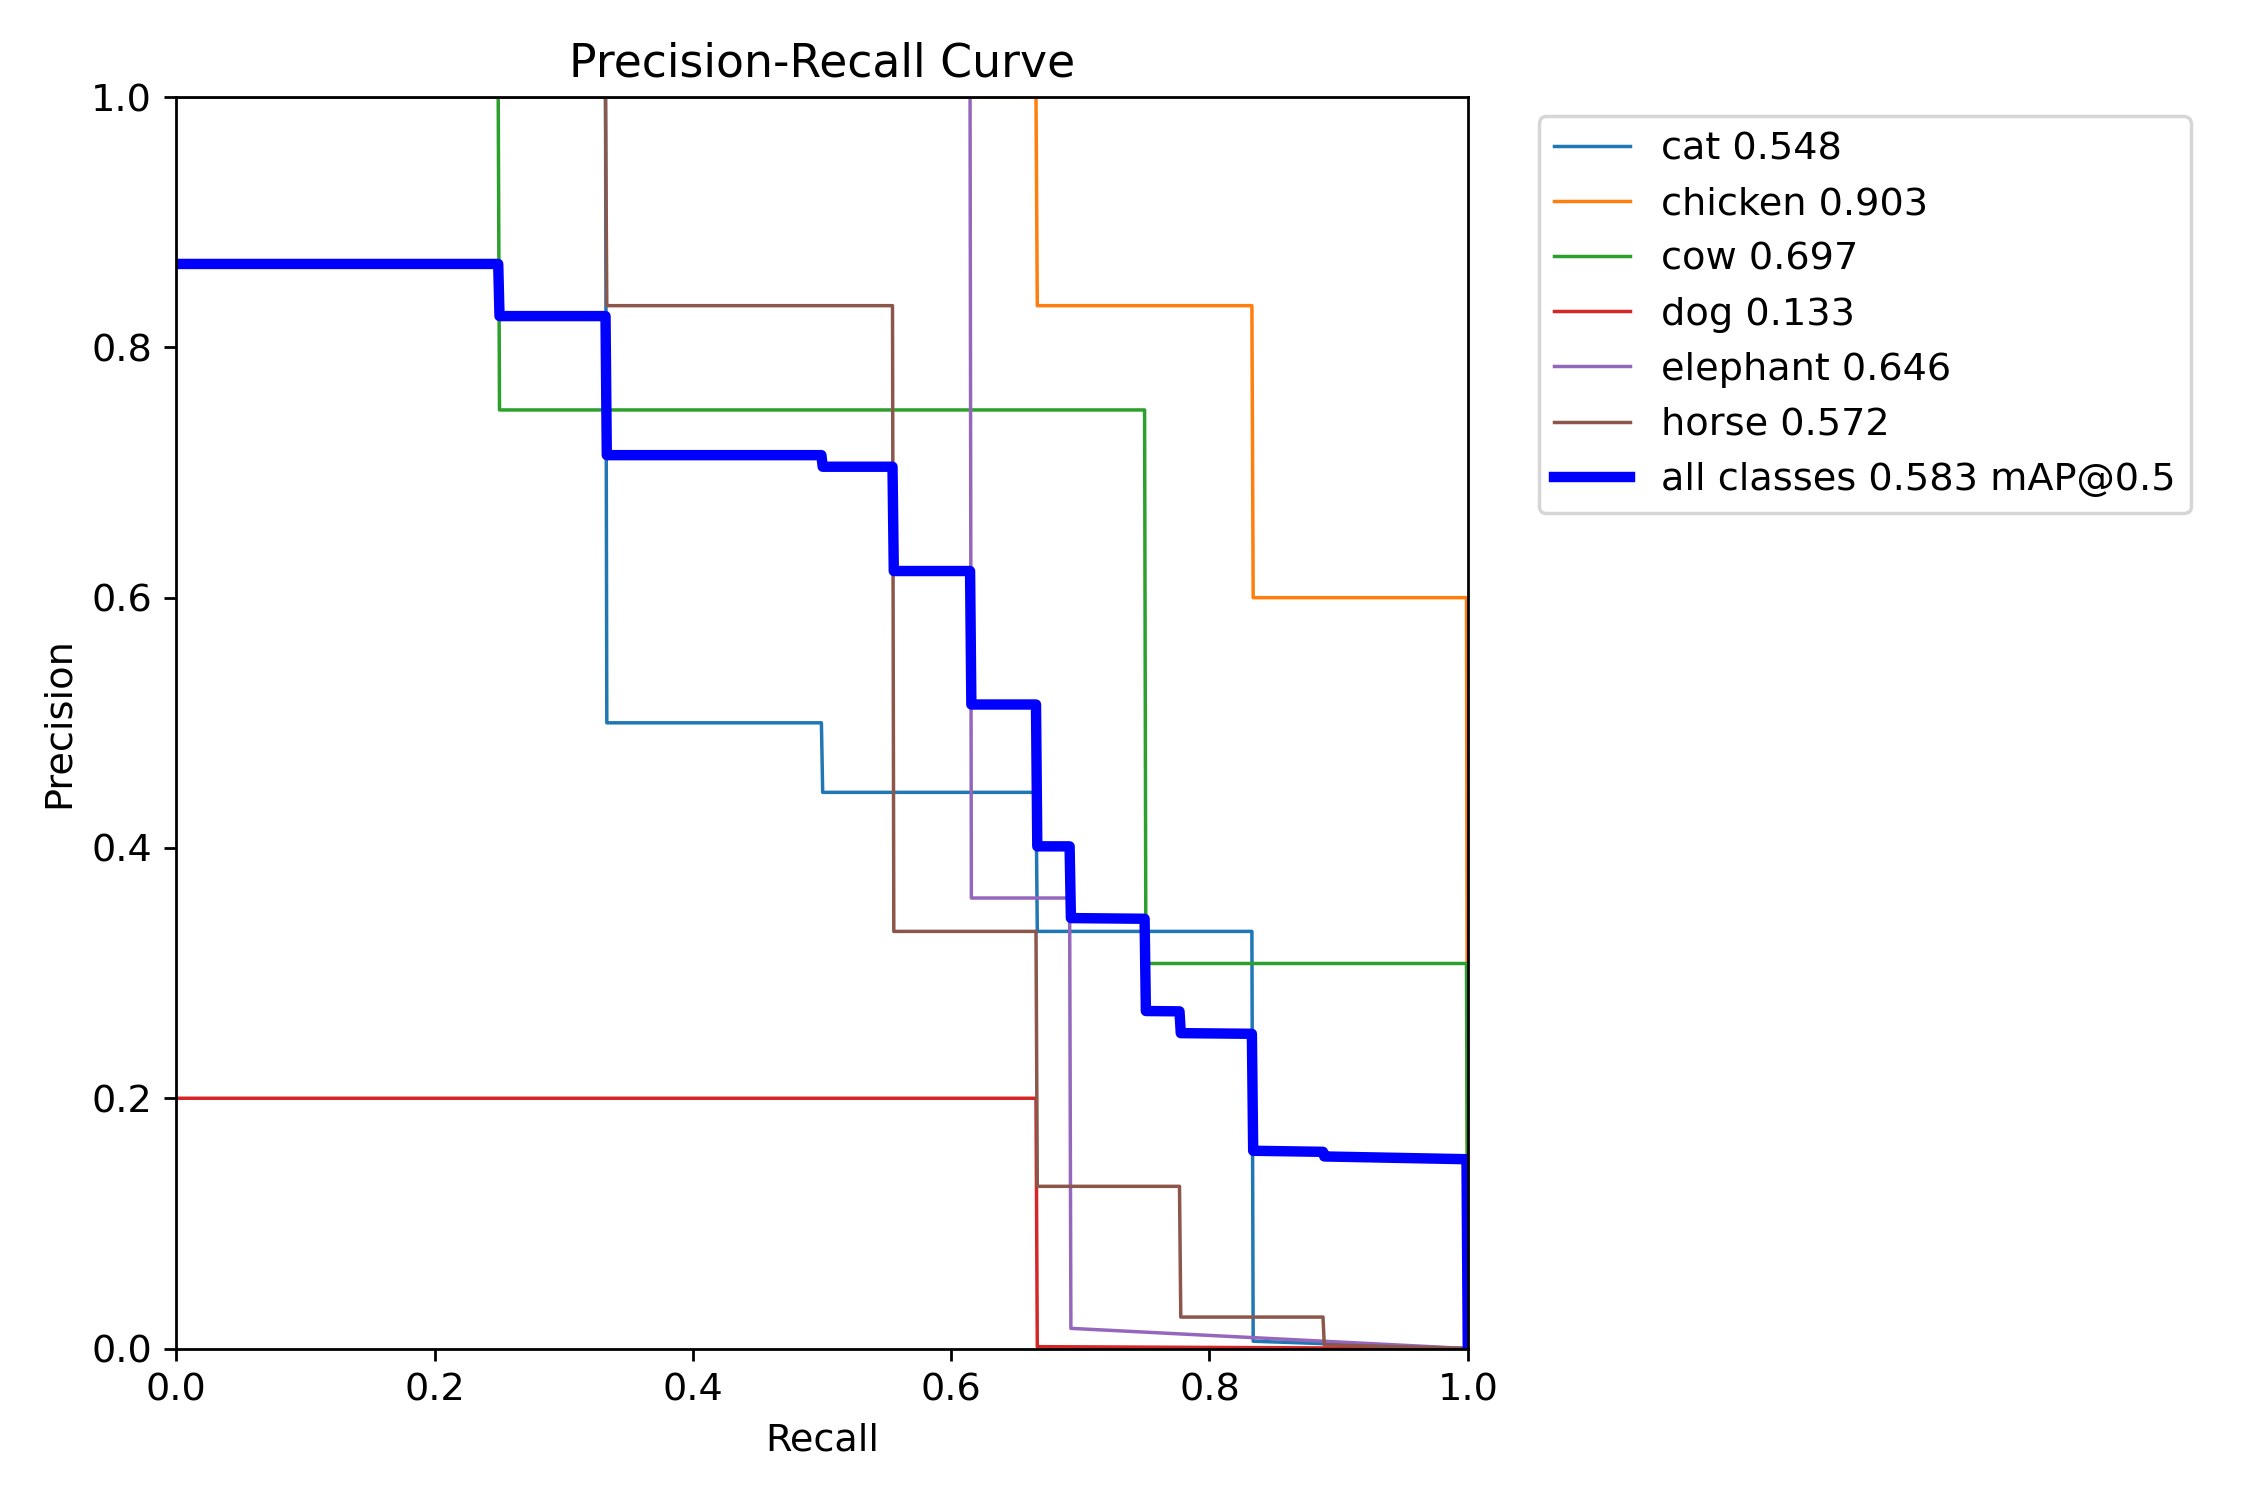 Precision-Recall Curve
1.0
0.8
0.6
0.4
0.2
0.0
Precision
0.0 0.2 0.4 0.6 0.8 1.0
Recall
cat 0.548
chicken 0.903
cow 0.697
dog 0.133
elephant 0.646
horse 0.572
all classes 0.583 mAP@0.5